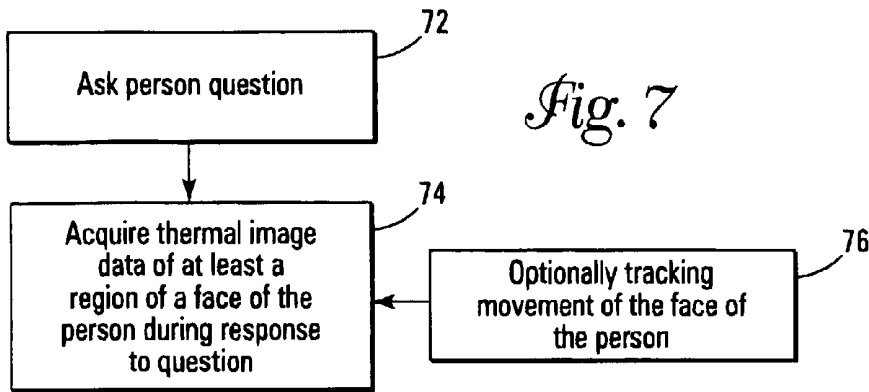 72
Ask person question
Fig. 7
74
Acquire thermal image
data of at least a
region of a face of the
person during response
to question
76
Optionally tracking
movement of the face of
the person